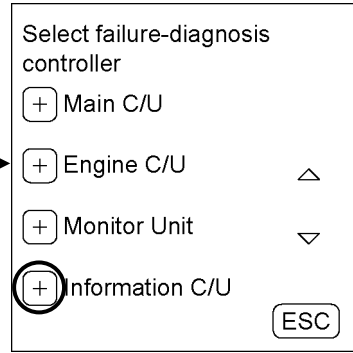 Select failure-diagnosis
controller
+ Main C/U
+ Engine C/U
+ Monitor Unit
+ Information C/U
ESC